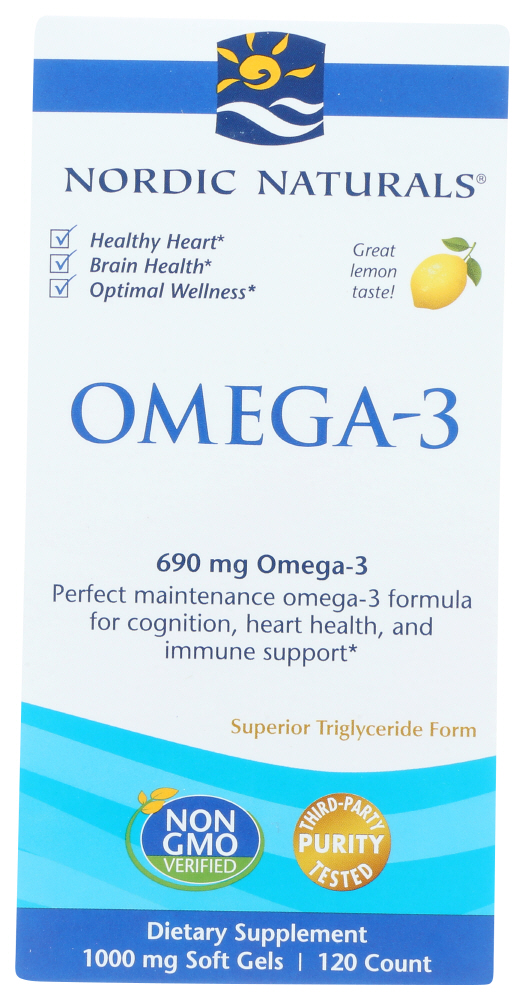 NORDIC NATURALS®
Healthy Heart*
Brain Health*
Optimal Wellness*
Great
lemon
taste!
OMEGA-3
690 mg Omega-3
Perfect maintenance omega-3 formula
for cognition, heart health, and
immune support*
Superior Triglyceride Form
NON
GMO
VERIFIED
THIRD-PARTY
PURITY
TESTED
Dietary Supplement
1000 mg Soft Gels | 120 Count